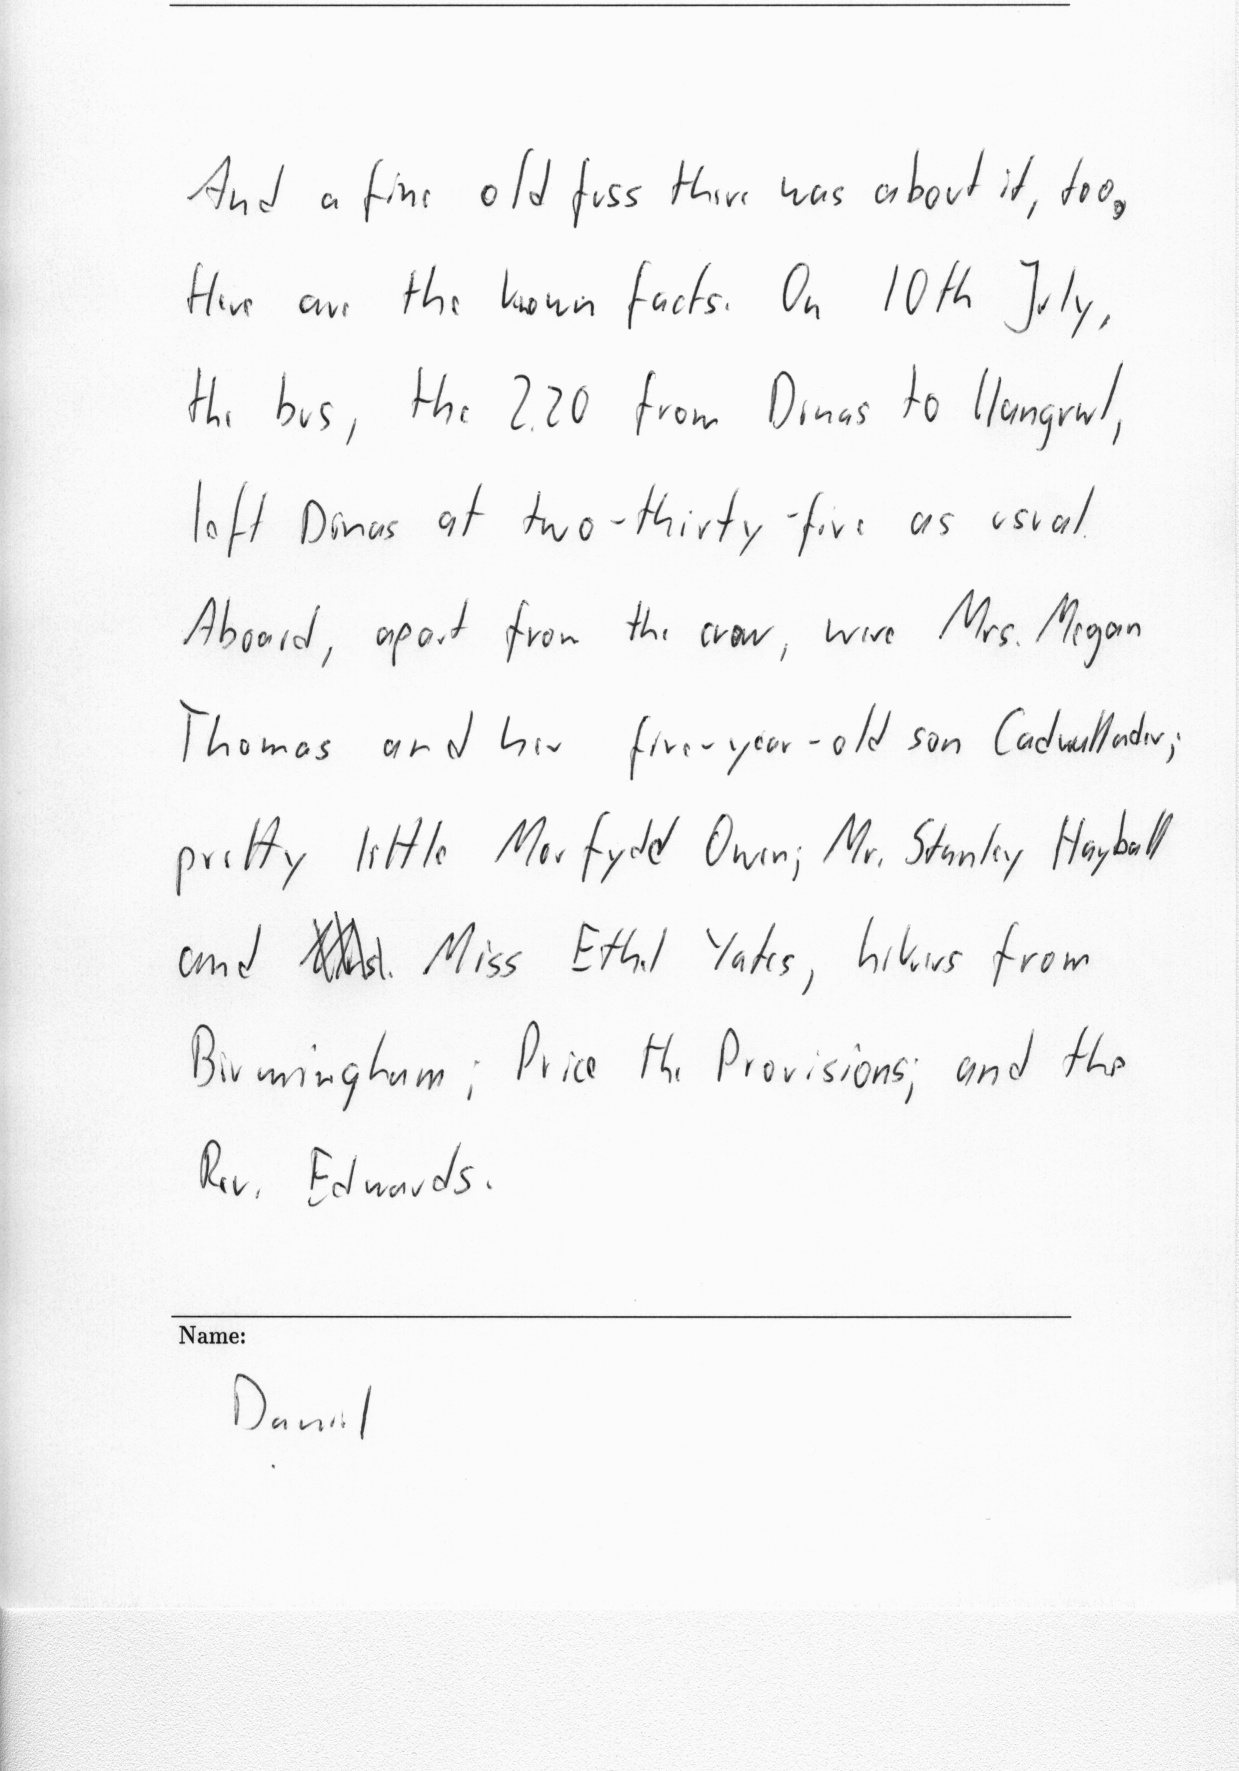 And a fine old fuss there was about it, too,
Here are the known facts. On 10th July,
the bus, the 2.20 from Dinas to Llangrwl,
left Dinas at two-thirty-five as usual.
Aboard, apart from the crew, were Mrs. Megan
Thomas and her five-year-old son Cadwallader;
pretty little Morfydd Owen; Mr. Stanley Hayball
and Miss Ethel Yates, hikers from
Birmingham; Price the Provisions; and the
Rev. Edwards.
Name:
Daniel